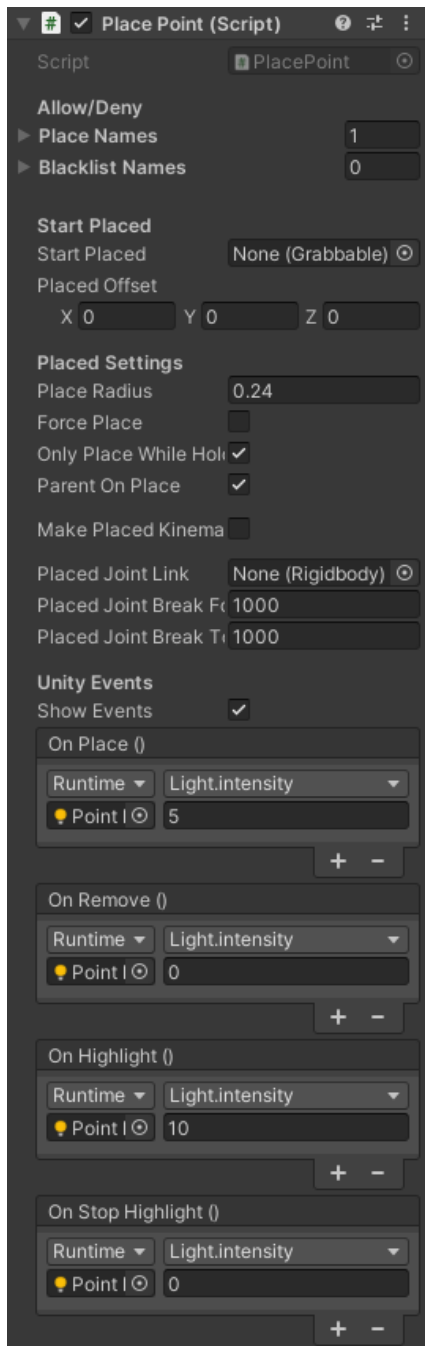 Place Point (Script)
Script PlacePoint
Allow/Deny
Place Names 1
Blacklist Names 0
Start Placed
Start Placed None (Grabbable)
Placed Offset
X 0 Y 0 Z 0
Placed Settings
Place Radius 0.24
Force Place
Only Place While Hol
Parent On Place
Make Placed Kinema
Placed Joint Link None (Rigidbody)
Placed Joint Break Fo 1000
Placed Joint Break To 1000
Unity Events
Show Events
On Place ()
Runtime Light.intensity
Point l 5
+ -
On Remove ()
Runtime Light.intensity
Point l 0
+ -
On Highlight ()
Runtime Light.intensity
Point l 10
+ -
On Stop Highlight ()
Runtime Light.intensity
Point l 0
+ -